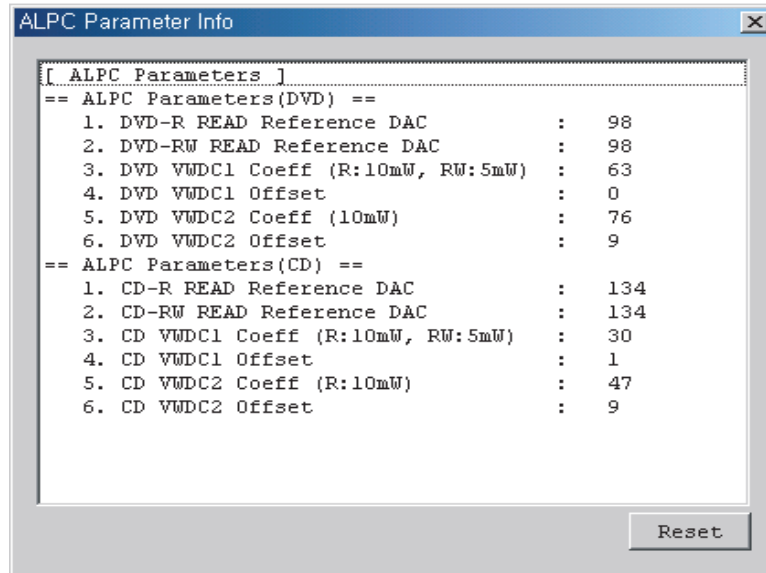 ALPC Parameter Info
[ ALPC Parameters ]
== ALPC Parameters(DVD) ==
1. DVD-R READ Reference DAC : 98
2. DVD-RW READ Reference DAC : 98
3. DVD VWDC1 Coeff (R:10mW, RW:5mW) : 63
4. DVD VWDC1 Offset : 0
5. DVD VWDC2 Coeff (10mW) : 76
6. DVD VWDC2 Offset : 9
== ALPC Parameters(CD) ==
1. CD-R READ Reference DAC : 134
2. CD-RW READ Reference DAC : 134
3. CD VWDC1 Coeff (R:10mW, RW:5mW) : 30
4. CD VWDC1 Offset : 1
5. CD VWDC2 Coeff (R:10mW) : 47
6. CD VWDC2 Offset : 9
Reset